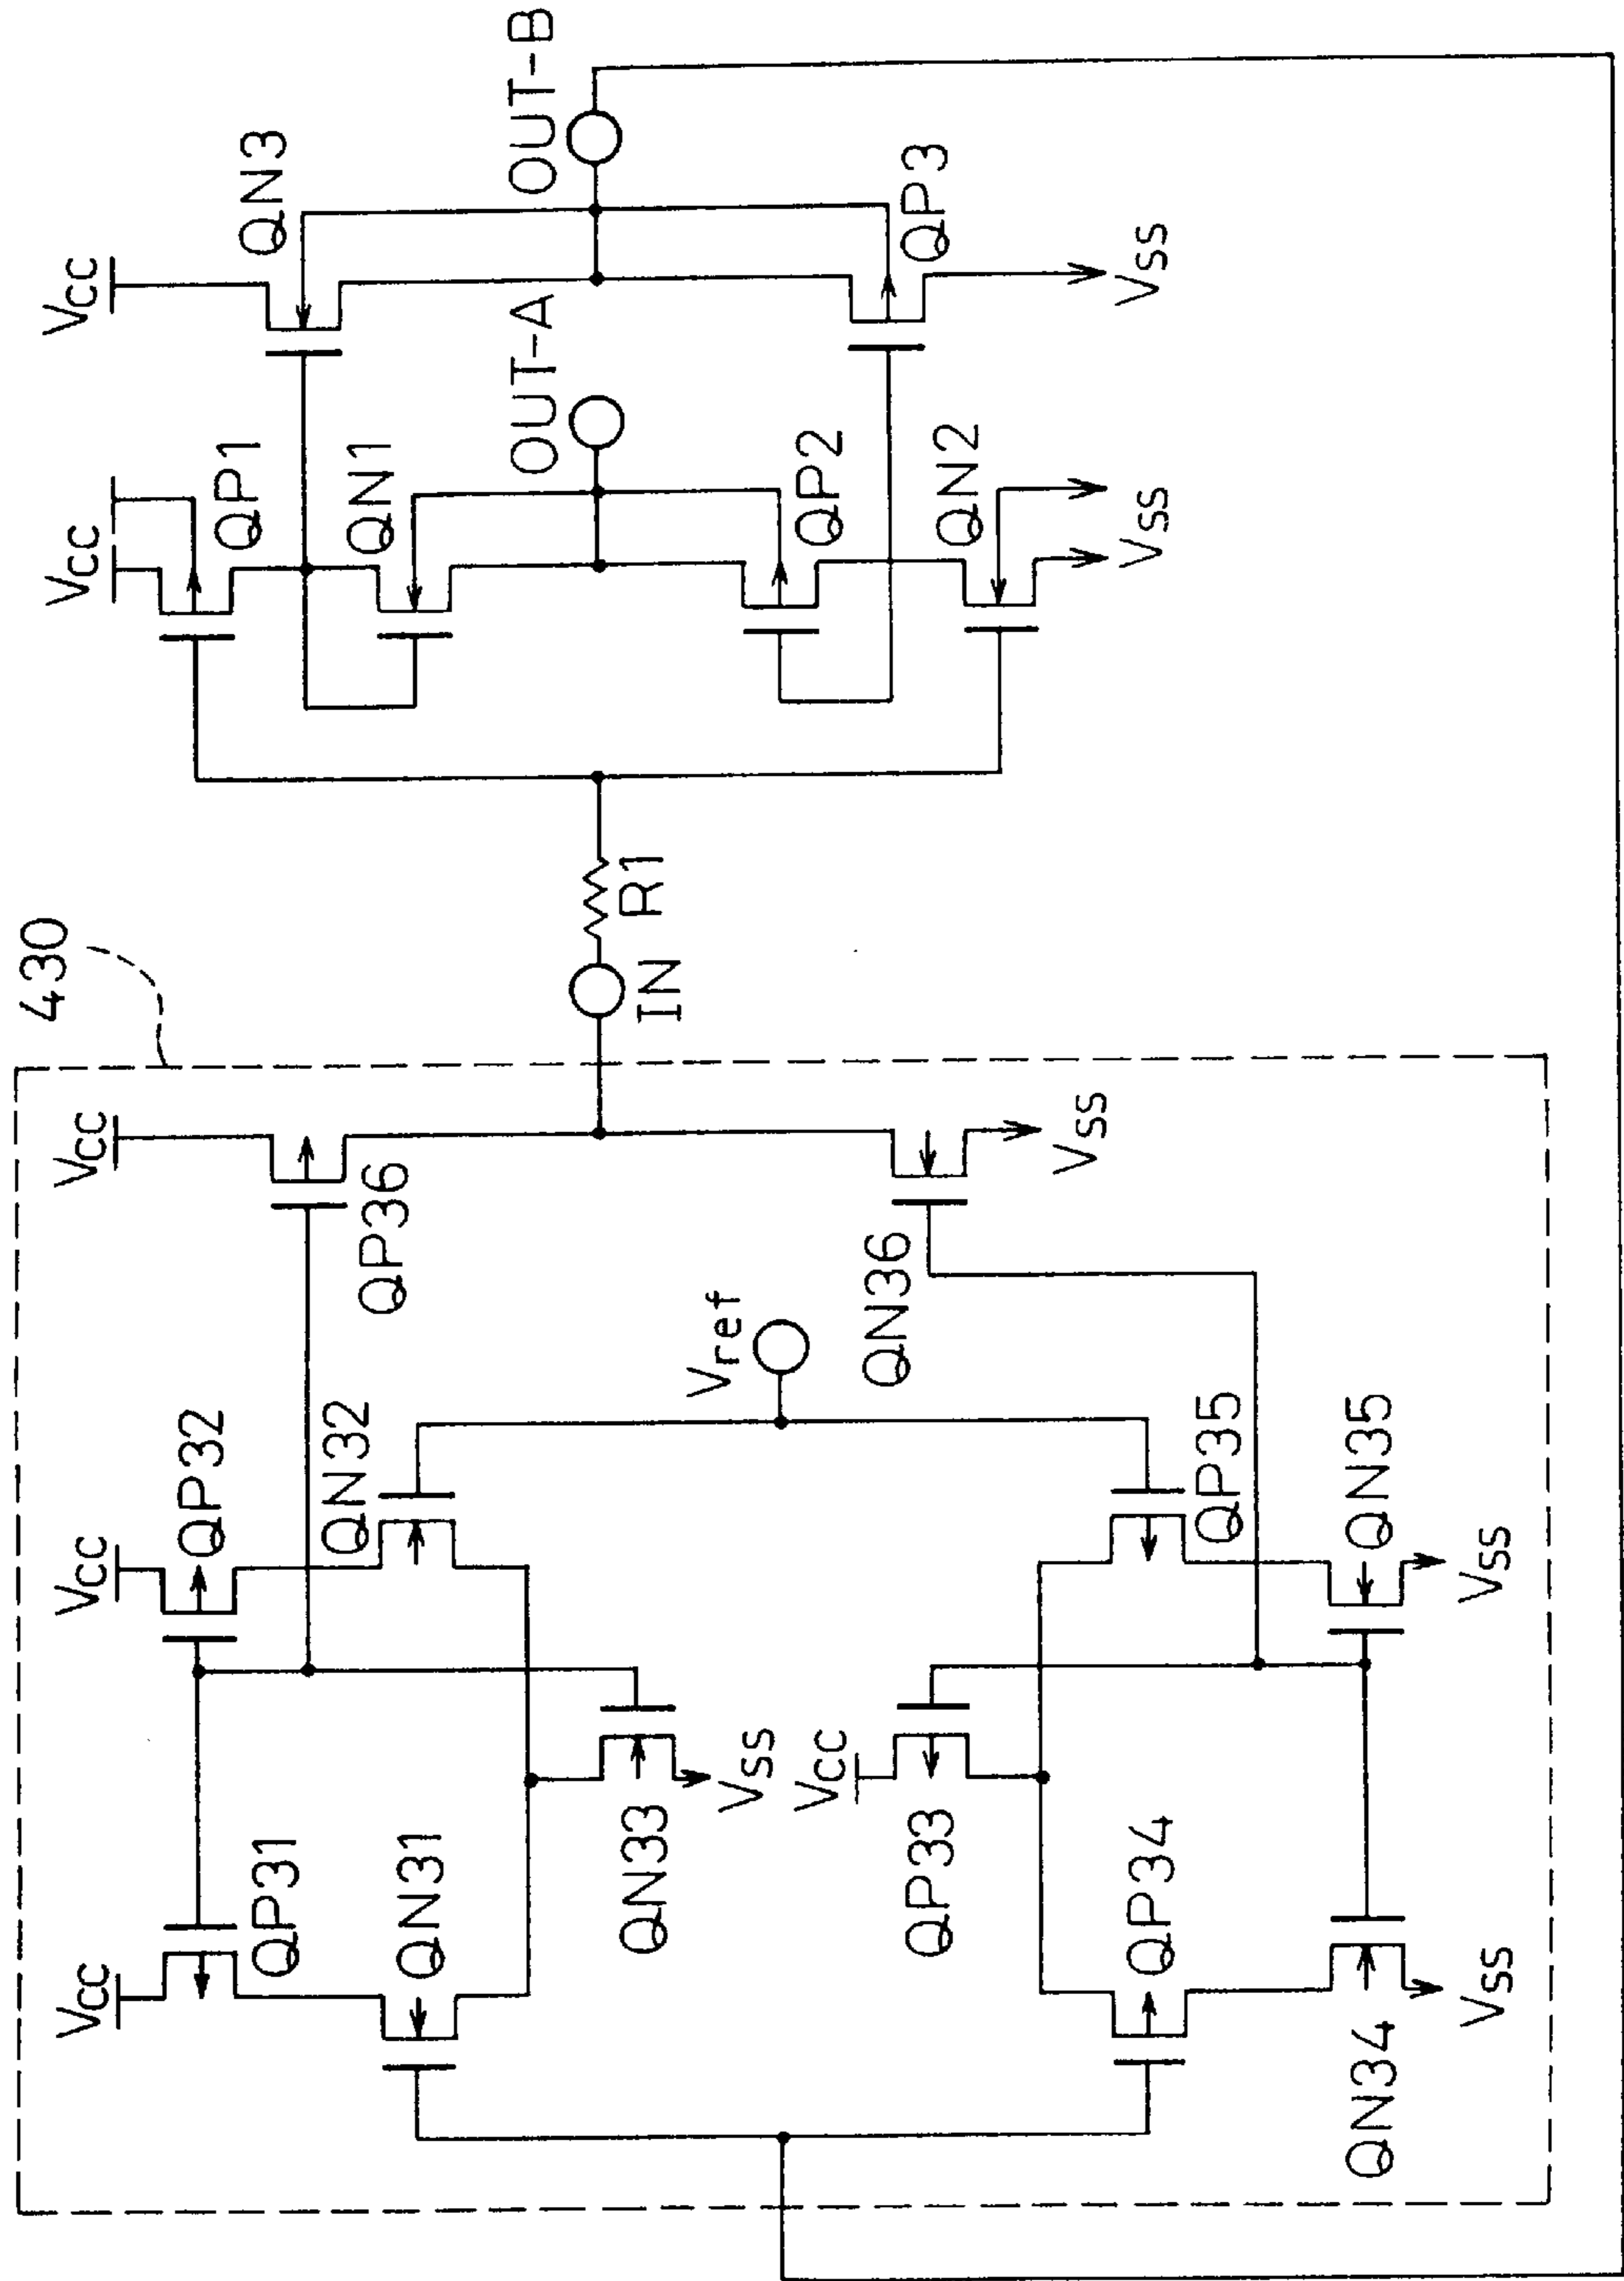 430
VCC
VCC
VCC
VCC
VCC
QP31
QP32
QP36
QP1
QN3
QN31
QN32
QN1
QN33
VSS
Vref
IN
R1
OUT-A
OUT-B
VCC
QP33
QN36
QP2
QP3
QP34
QP35
VSS
QN2
VSS
VSS
QN34
QN35
VSS
VSS